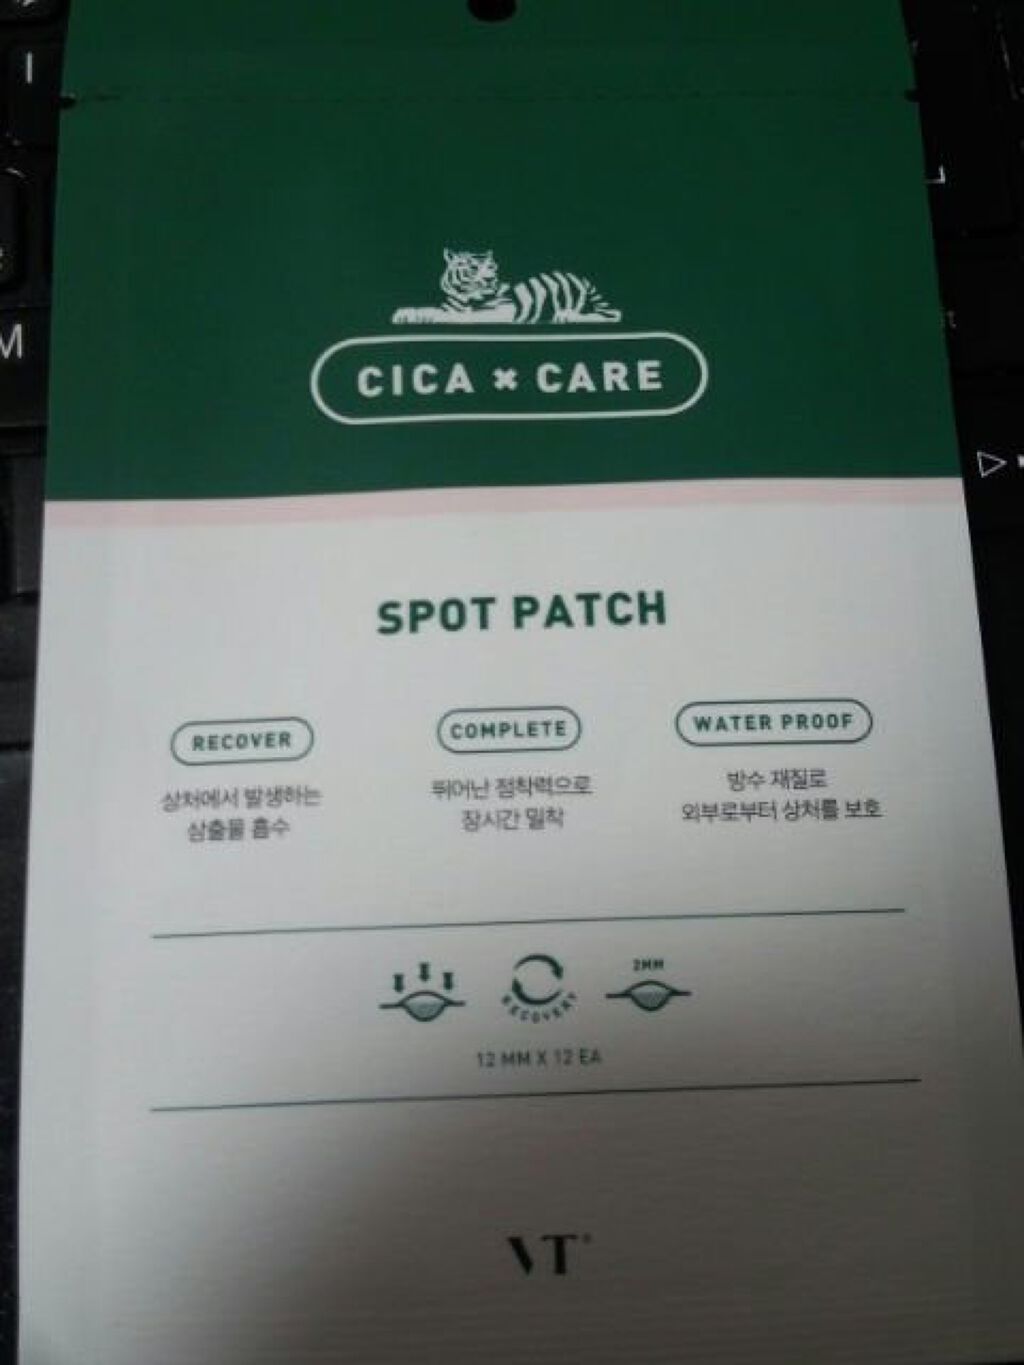 CICA × CARE
SPOT PATCH
RECOVER
상처에서 발생하는
삼출물 흡수
COMPLETE
뛰어난 점착력으로
장시간 밀착
WATER PROOF
방수 재질로
외부로부터 상처를 보호
RECOVERY
2MM
12 MM X 12 EA
VT
M